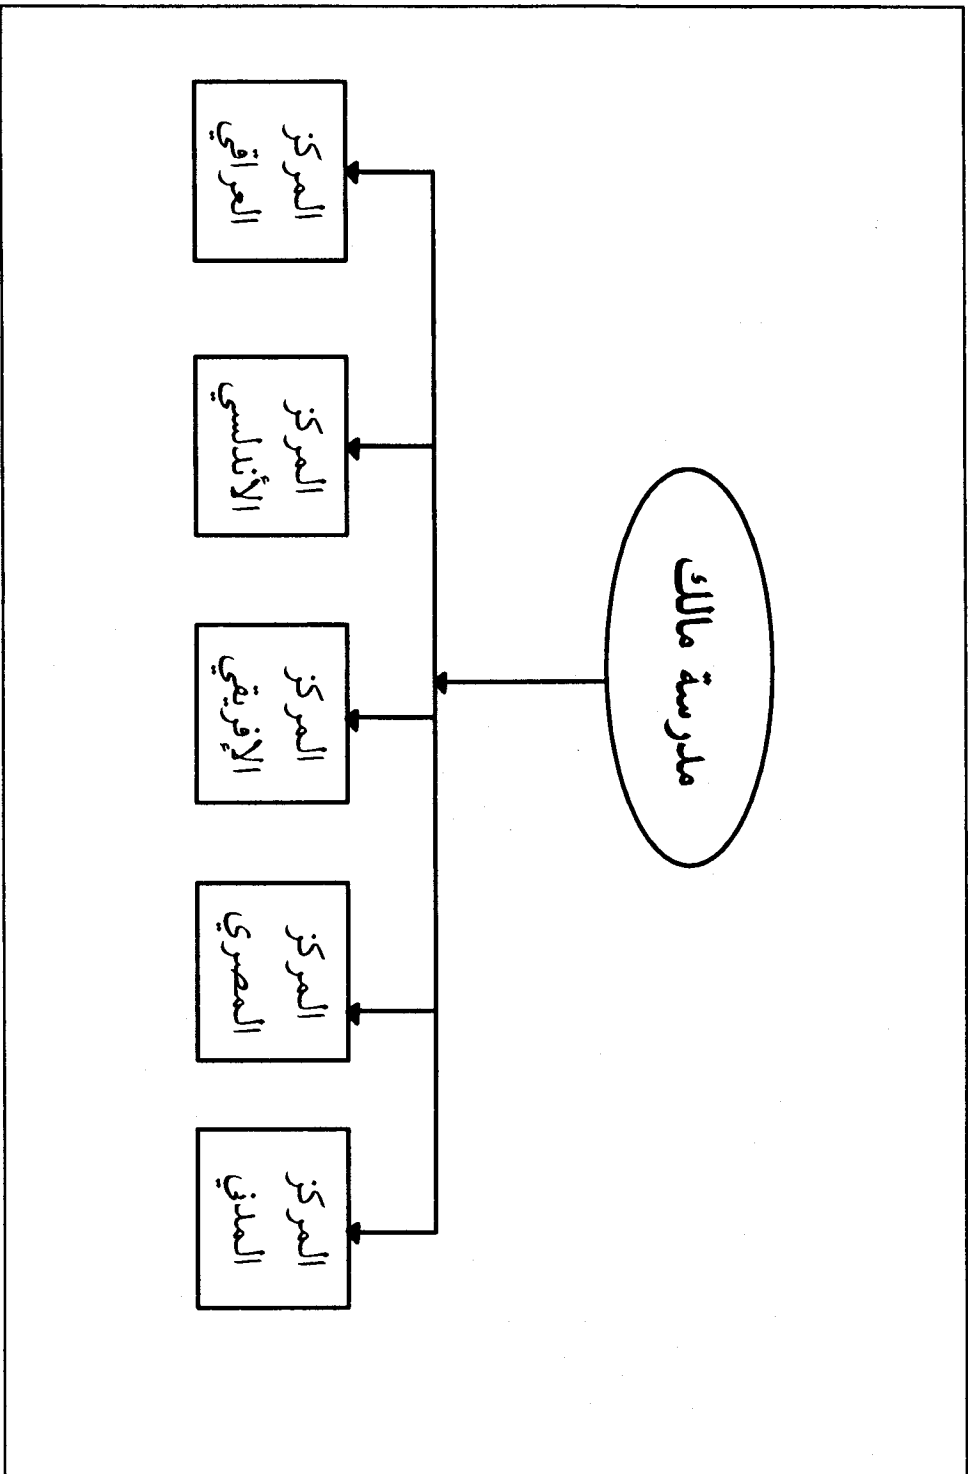 مدرسة مالك
المركز
المدني
المركز
المصري
المركز
الإفريقي
المركز
الأندلسي
المركز
العراقي